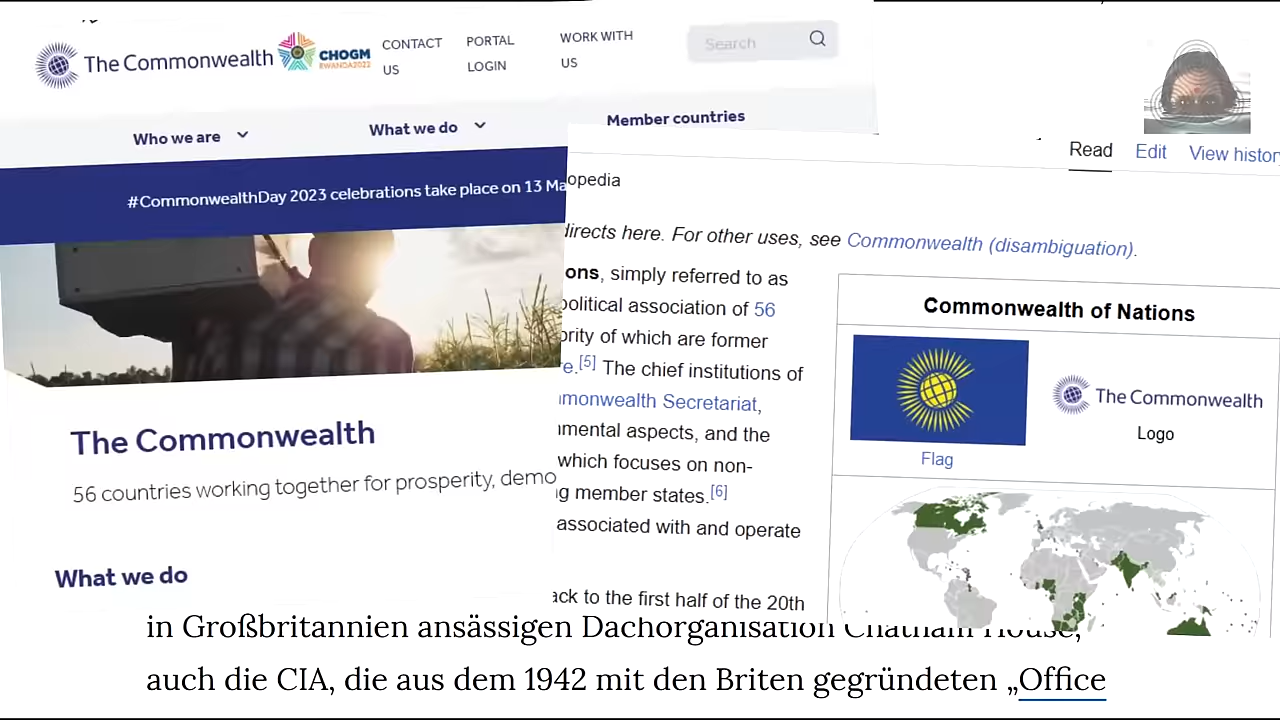 The Commonwealth
CHOGM
RWANDA2022
CONTACT
US
PORTAL
LOGIN
WORK WITH
US
Search
Who we are
What we do
Member countries
#CommonwealthDay 2023 celebrations take place on 13 Ma
The Commonwealth
56 countries working together for prosperity, demo
What we do
Read Edit View history
opedia
directs here. For other uses, see Commonwealth (disambiguation).
ons, simply referred to as
political association of 56
ority of which are former
re.[5] The chief institutions of
mmonwealth Secretariat,
nmental aspects, and the
which focuses on non-
g member states.[6]
associated with and operate
ack to the first half of the 20th
Commonwealth of Nations
The Commonwealth
Flag
Logo
in Großbritannien ansässigen Dachorganisation Chatham House,
auch die CIA, die aus dem 1942 mit den Briten gegründeten „Office